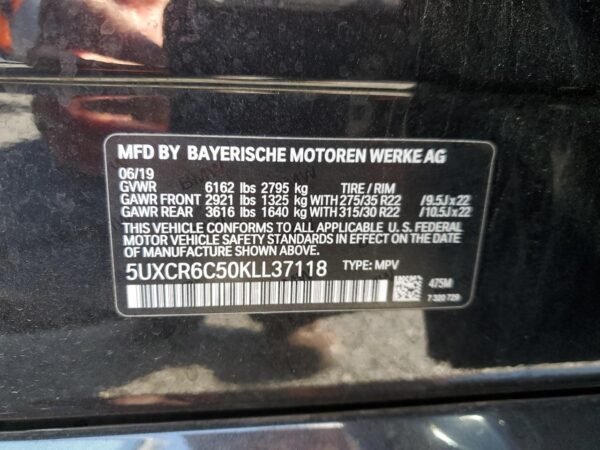 MFD BY BAYERISCHE MOTOREN WERKE AG
06/19
GVWR 6162 lbs 2795 kg TIRE / RIM
GAWR FRONT 2921 lbs 1325 kg WITH 275/35 R22 /9.5Jx22
GAWR REAR 3616 lbs 1640 kg WITH 315/30 R22 /10.5Jx22
THIS VEHICLE CONFORMS TO ALL APPLICABLE U. S. FEDERAL
MOTOR VEHICLE SAFETY STANDARDS IN EFFECT ON THE DATE
OF MANUFACTURE SHOWN ABOVE.
5UXCR6C50KLL37118 TYPE: MPV
475M
7 320 729